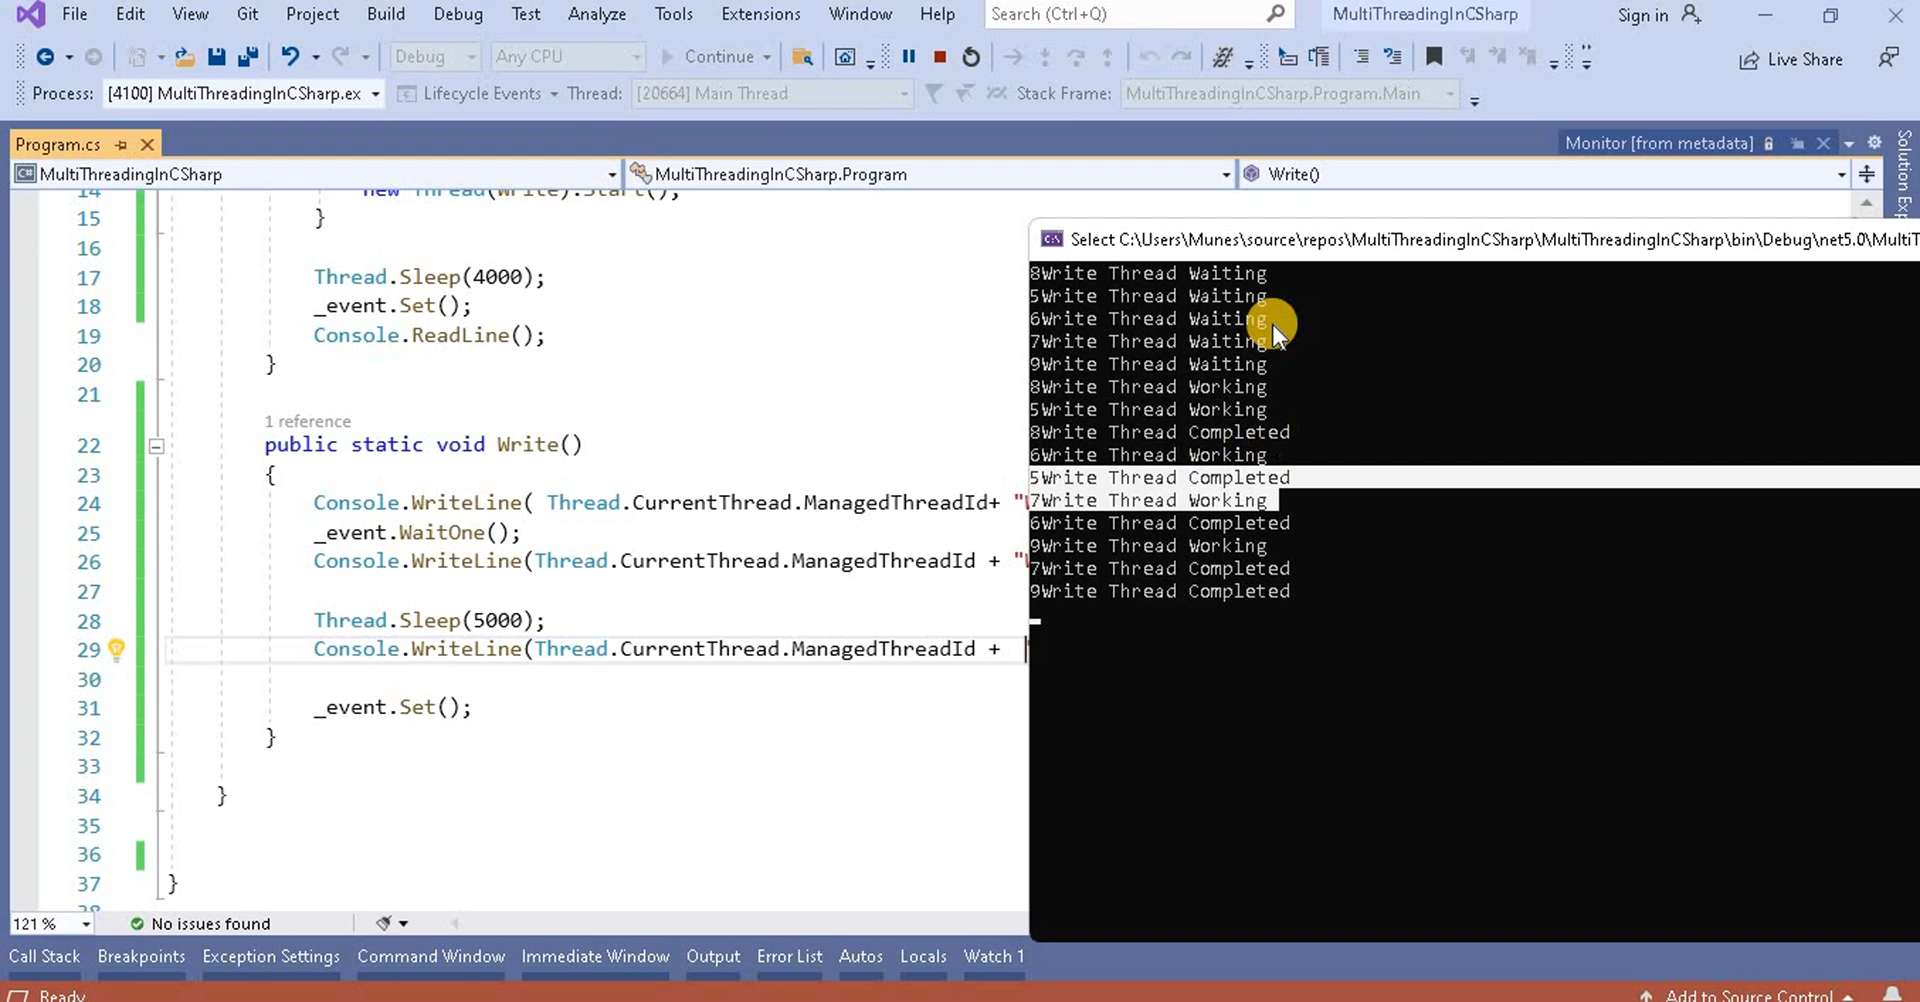 File Edit View Git Project Build Debug Test Analyze Tools Extensions Window Help Search (Ctrl+Q) MultiThreadingInCSharp Sign in
Debug Any CPU Continue Live Share
Process: [4100] MultiThreadingInCSharp.ex Lifecycle Events Thread: [20664] Main Thread Stack Frame: MultiThreadingInCSharp.Program.Main
Program.cs Monitor [from metadata]
C# MultiThreadingInCSharp MultiThreadingInCSharp.Program Write()
Solution Exp
14 new Thread(Write).Start();
15 }
16
17 Thread.Sleep(4000);
18 _event.Set();
19 Console.ReadLine();
20 }
21
1 reference
22 public static void Write()
23 {
24 Console.WriteLine( Thread.CurrentThread.ManagedThreadId+ "
25 _event.WaitOne();
26 Console.WriteLine(Thread.CurrentThread.ManagedThreadId + "
27
28 Thread.Sleep(5000);
29 Console.WriteLine(Thread.CurrentThread.ManagedThreadId +
30
31 _event.Set();
32 }
33
34 }
35
36
37 }
38
Select C:\Users\Munes\source\repos\MultiThreadingInCSharp\MultiThreadingInCSharp\bin\Debug\net5.0\MultiT
8Write Thread Waiting
5Write Thread Waiting
6Write Thread Waiting
7Write Thread Waiting
9Write Thread Waiting
8Write Thread Working
5Write Thread Working
8Write Thread Completed
6Write Thread Working
5Write Thread Completed
7Write Thread Working
6Write Thread Completed
9Write Thread Working
7Write Thread Completed
9Write Thread Completed
121 % No issues found
Call Stack Breakpoints Exception Settings Command Window Immediate Window Output Error List Autos Locals Watch 1
Ready Add to Source Control